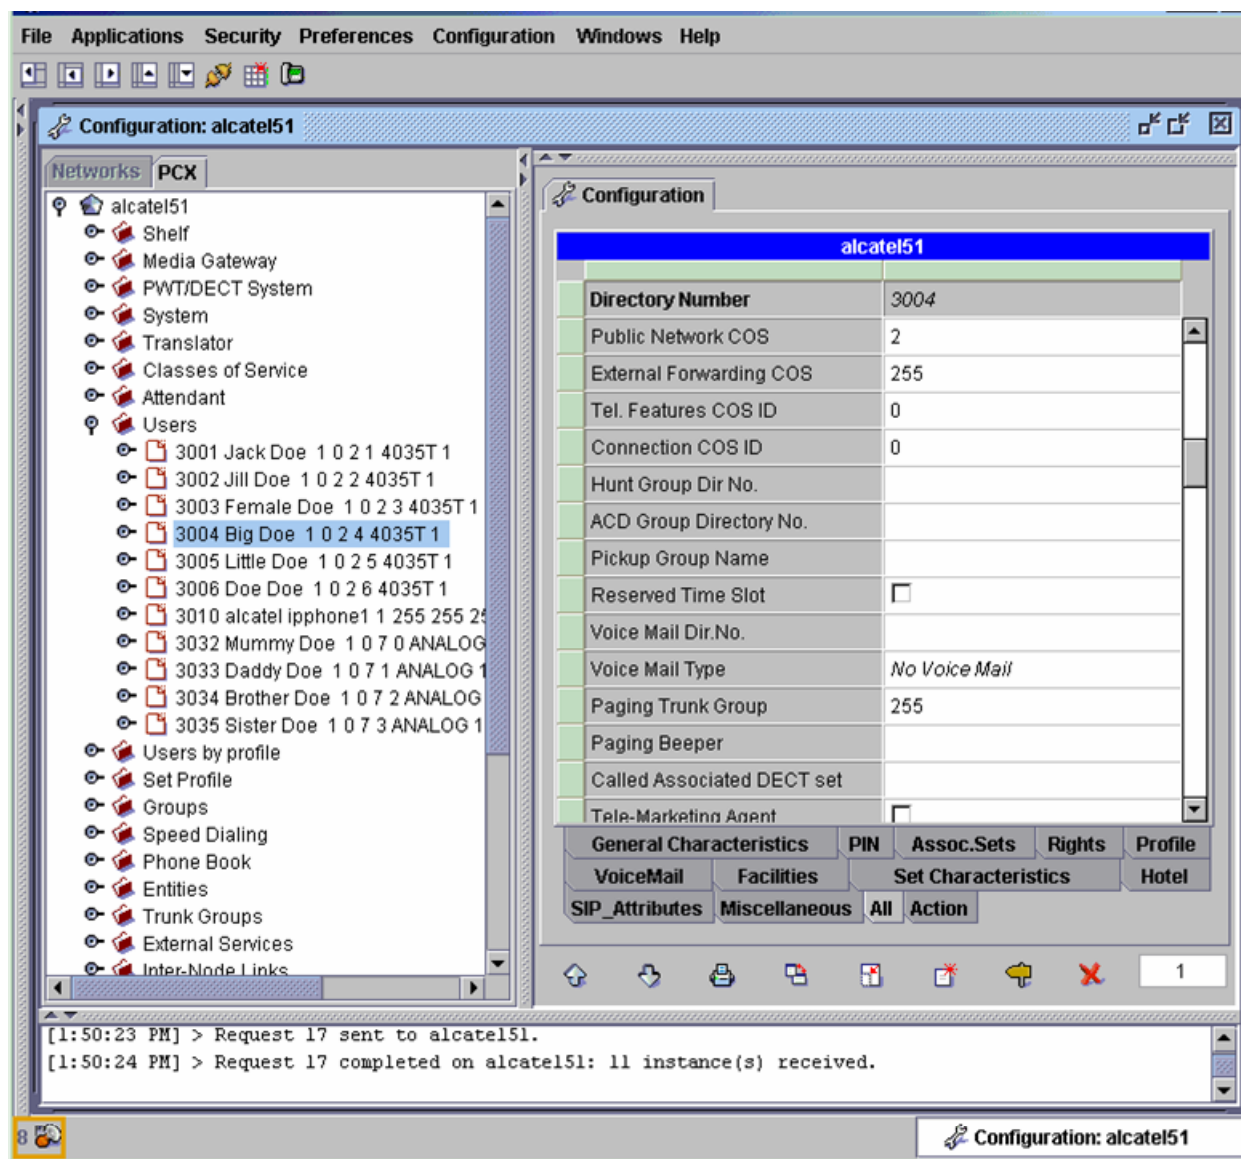 File Applications Security Preferences Configuration Windows Help
Configuration: alcatel51
Networks PCX
alcatel51
Shelf
Media Gateway
PWT/DECT System
System
Translator
Classes of Service
Attendant
Users
3001 Jack Doe 1 0 2 1 4035T 1
3002 Jill Doe 1 0 2 2 4035T 1
3003 Female Doe 1 0 2 3 4035T 1
3004 Big Doe 1 0 2 4 4035T 1
3005 Little Doe 1 0 2 5 4035T 1
3006 Doe Doe 1 0 2 6 4035T 1
3010 alcatel ipphone1 1 255 255
3032 Mummy Doe 1 0 7 0 ANALOG
3033 Daddy Doe 1 0 7 1 ANALOG 1
3034 Brother Doe 1 0 7 2 ANALOG
3035 Sister Doe 1 0 7 3 ANALOG 1
Users by profile
Set Profile
Groups
Speed Dialing
Phone Book
Entities
Trunk Groups
External Services
Inter-Node Links
Configuration
alcatel51
Directory Number 3004
Public Network COS 2
External Forwarding COS 255
Tel. Features COS ID 0
Connection COS ID 0
Hunt Group Dir No.
ACD Group Directory No.
Pickup Group Name
Reserved Time Slot
Voice Mail Dir.No.
Voice Mail Type No Voice Mail
Paging Trunk Group 255
Paging Beeper
Called Associated DECT set
Tele-Marketing Agent
General Characteristics PIN Assoc.Sets Rights Profile
VoiceMail Facilities Set Characteristics Hotel
SIP_Attributes Miscellaneous All Action
1
[1:50:23 PM] > Request 17 sent to alcatel51.
[1:50:24 PM] > Request 17 completed on alcatel51: 11 instance(s) received.
8
Configuration: alcatel51